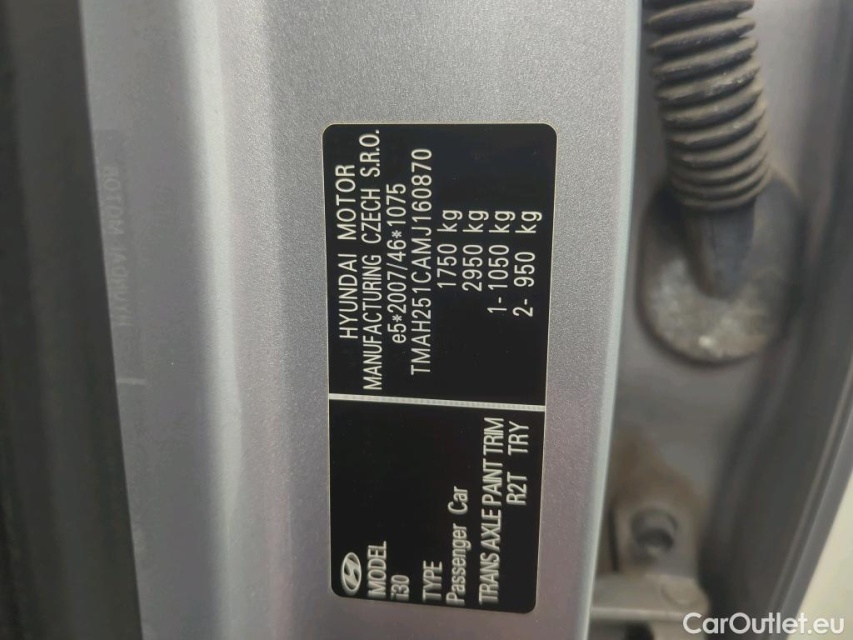 HYUNDAI MOTOR
MANUFACTURING CZECH S.R.O.
e5*2007/46*1075
TMAH251CAMJ160870
1750 kg
2950 kg
1- 1050 kg
2- 950 kg
MODEL
i30
TYPE
Passenger Car
TRANS AXLE PAINT TRIM
R2T TRY
CarOutlet.eu